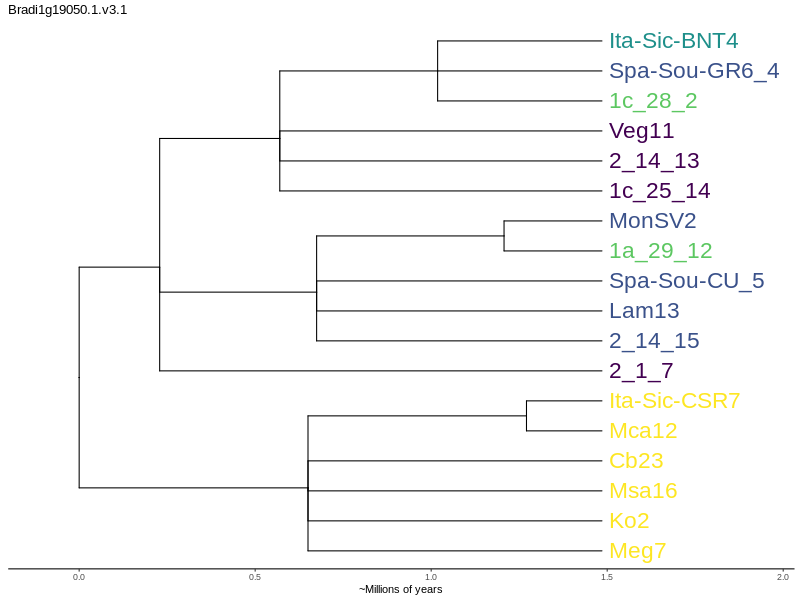 Bradi1g19050.1.v3.1
Ita-Sic-BNT4
Spa-Sou-GR6_4
1c_28_2
Veg11
2_14_13
1c_25_14
MonSV2
1a_29_12
Spa-Sou-CU_5
Lam13
2_14_15
2_1_7
Ita-Sic-CSR7
Mca12
Cb23
Msa16
Ko2
Meg7
0.0 0.5 1.0 1.5 2.0
~Millions of years